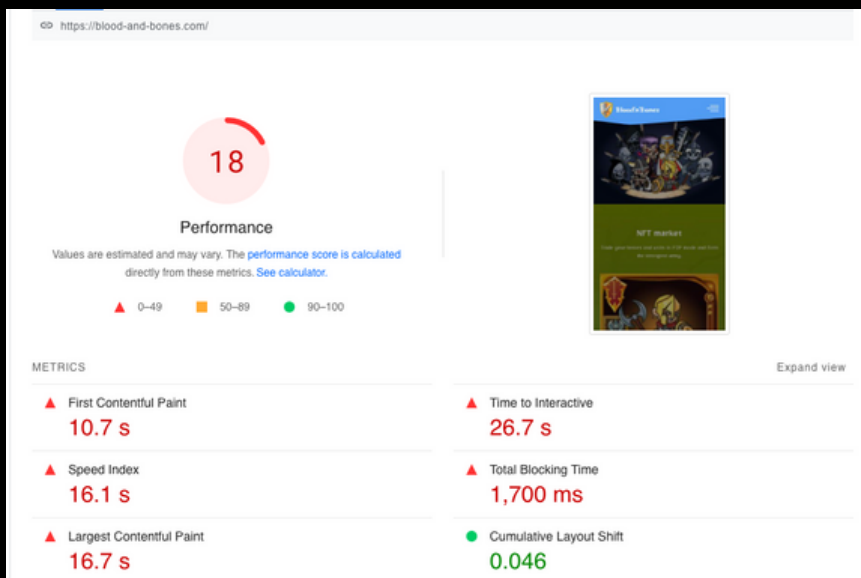 https://blood-and-bones.com/
18
Performance
Values are estimated and may vary. The performance score is calculated
directly from these metrics. See calculator.
0–49
50–89
90–100
NFT market
METRICS
Expand view
First Contentful Paint
10.7 s
Time to Interactive
26.7 s
Speed Index
16.1 s
Total Blocking Time
1,700 ms
Largest Contentful Paint
16.7 s
Cumulative Layout Shift
0.046